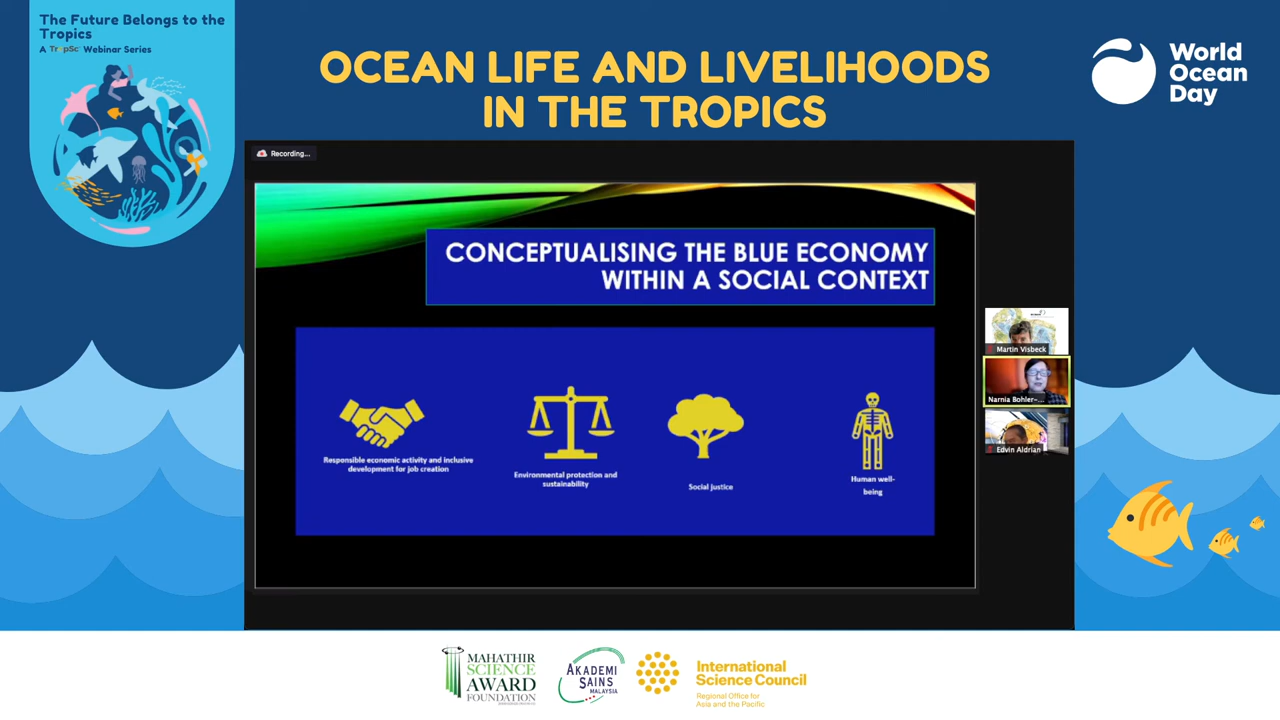 The Future Belongs to the
Tropics
A TropSc Webinar Series
OCEAN LIFE AND LIVELIHOODS
IN THE TROPICS
World
Ocean
Day
Recording...
CONCEPTUALISING THE BLUE ECONOMY
WITHIN A SOCIAL CONTEXT
Responsible economic activity and inclusive
development for job creation
Environmental protection and
sustainability
Social justice
Human well-
being
Martin Visbeck
Narnia Bohler-...
Edvin Aldrian
MAHATHIR
SCIENCE
AWARD
FOUNDATION
AKADEMI
SAINS
MALAYSIA
International
Science Council
Regional Office for
Asia and the Pacific